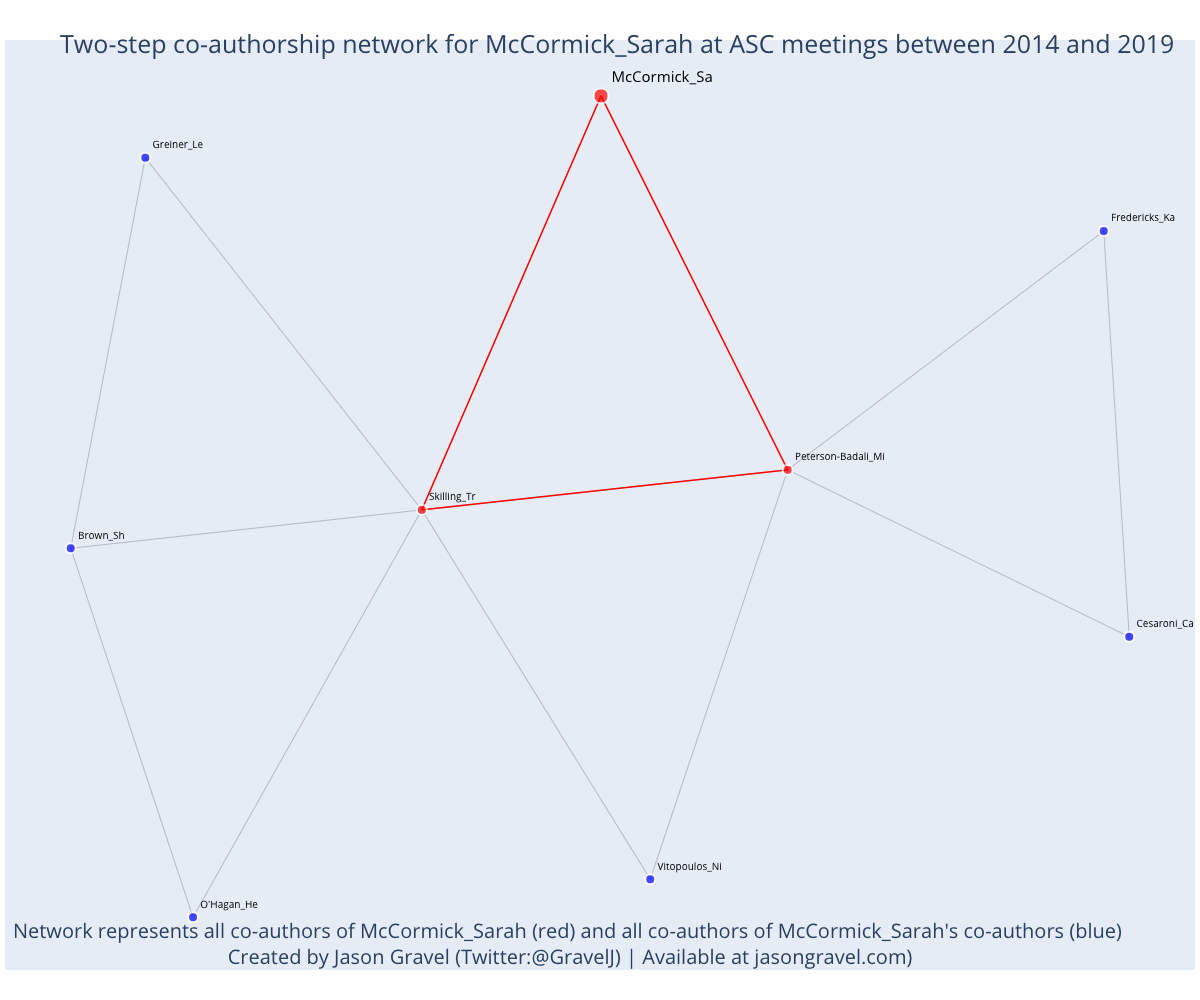 Two-step co-authorship network for McCormick_Sarah at ASC meetings between 2014 and 2019
McCormick_Sa
Greiner_Le
Fredericks_Ka
Peterson-Badali_Mi
Skilling_Tr
Brown_Sh
Cesaroni_Ca
Vitopoulos_Ni
O'Hagan_He
Network represents all co-authors of McCormick_Sarah (red) and all co-authors of McCormick_Sarah's co-authors (blue)
Created by Jason Gravel (Twitter:@GravelJ) | Available at jasongravel.com)